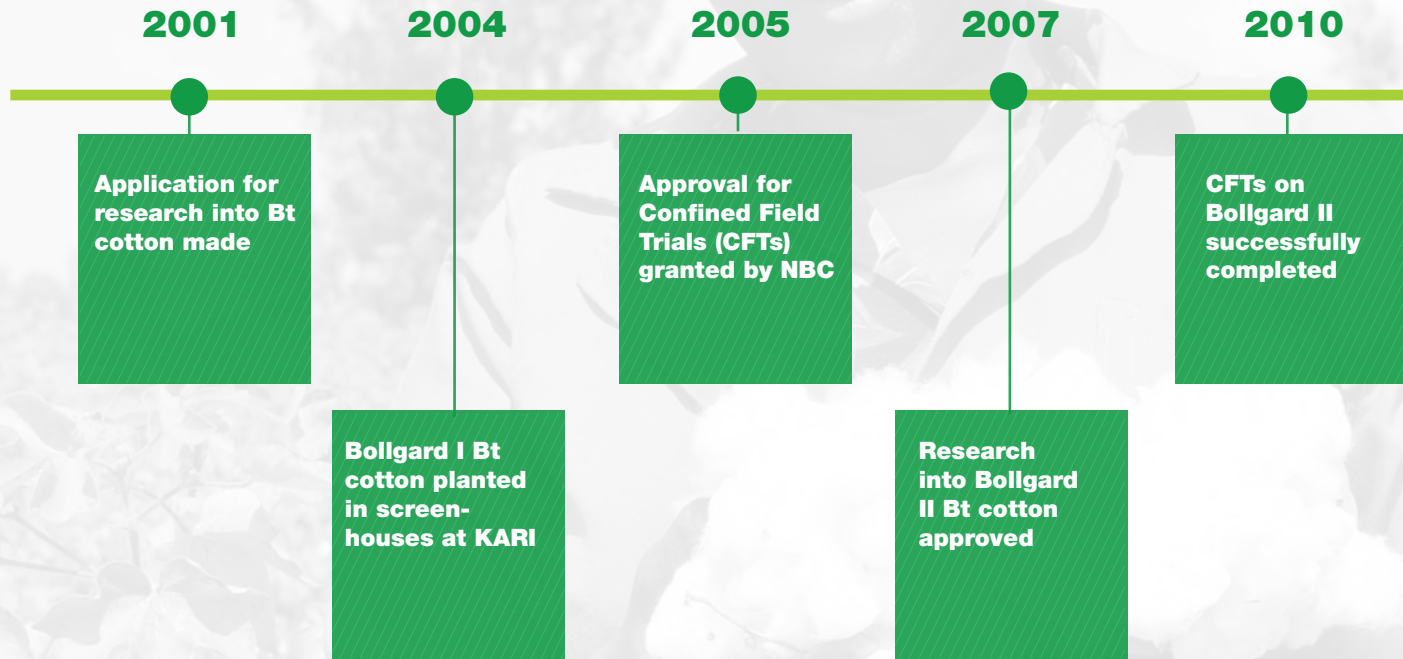 2001
2004
2005
2007
2010
Application for
research into Bt
cotton made
Bollgard I Bt
cotton planted
in screen-
houses at KARI
Approval for
Confined Field
Trials (CFTs)
granted by NBC
Research
into Bollgard
II Bt cotton
approved
CFTs on
Bollgard II
successfully
completed